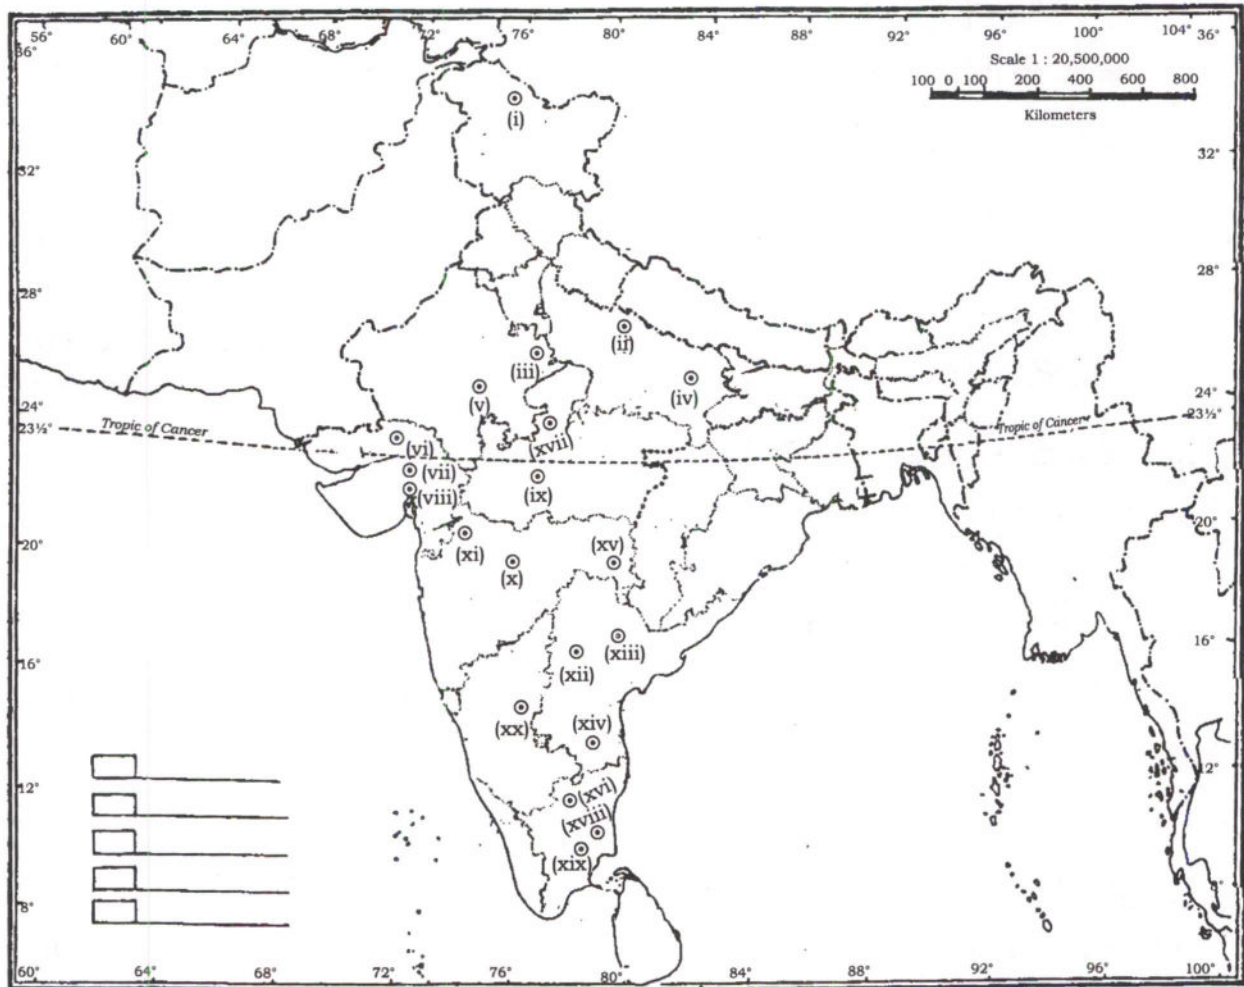 56° 60° 64° 68° 72° 76° 80° 84° 88° 92° 96° 100° 104° 36°
36°
Scale 1 : 20,500,000
100 0 100 200 400 600 800
Kilometers
(i)
32° 32°
28° 28°
(ii)
(iii)
(iv)
(v)
24° 24°
23½° Tropic of Cancer Tropic of Cancer 23½°
(vi)
(xvii)
(vii)
(viii)
(ix)
20° 20°
(xi)
(xv)
(x)
16° 16°
(xiii)
(xii)
(xx)
(xiv)
12° 12°
(xvi)
(xviii)
(xix)
8°
60° 64° 68° 72° 76° 80° 84° 88° 92° 96° 100°